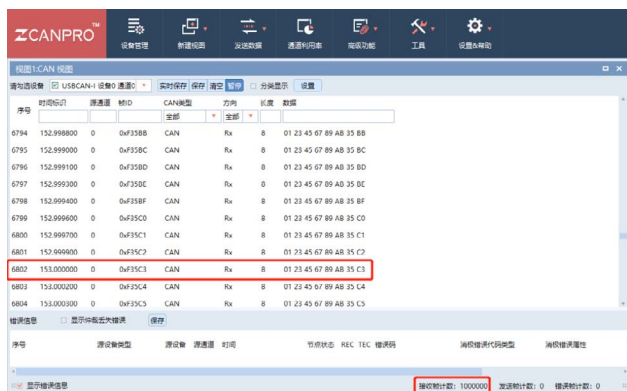 ZCANPRO™
设备管理 新建视图 发送数据 通道利用率 高级功能 工具 设置&帮助
视图1:CAN 视图
请勾选设备 USBCAN-I 设备0 通道0 实时保存 保存 清空 暂停 分类显示 设置
序号 时间标识 源通道 帧ID CAN类型 方向 长度 数据
全部 全部
6794 152.998800 0 0xF35BB CAN Rx 8 01 23 45 67 89 AB 35 BB
6795 152.999000 0 0xF35BC CAN Rx 8 01 23 45 67 89 AB 35 BC
6796 152.999100 0 0xF35BD CAN Rx 8 01 23 45 67 89 AB 35 BD
6797 152.999300 0 0xF35BE CAN Rx 8 01 23 45 67 89 AB 35 BE
6798 152.999400 0 0xF35BF CAN Rx 8 01 23 45 67 89 AB 35 BF
6799 152.999600 0 0xF35C0 CAN Rx 8 01 23 45 67 89 AB 35 C0
6800 152.999700 0 0xF35C1 CAN Rx 8 01 23 45 67 89 AB 35 C1
6801 152.999900 0 0xF35C2 CAN Rx 8 01 23 45 67 89 AB 35 C2
6802 153.000000 0 0xF35C3 CAN Rx 8 01 23 45 67 89 AB 35 C3
6803 153.000200 0 0xF35C4 CAN Rx 8 01 23 45 67 89 AB 35 C4
6804 153.000300 0 0xF35C5 CAN Rx 8 01 23 45 67 89 AB 35 C5
错误信息 显示仲裁丢失错误 保存
序号 源设备类型 源设备 源通道 时间 节点状态 REC TEC 错误码 消极错误代码类型 消极错误属性
显示错误信息 接收帧计数: 1000000 发送帧计数: 0 错误帧计数: 0